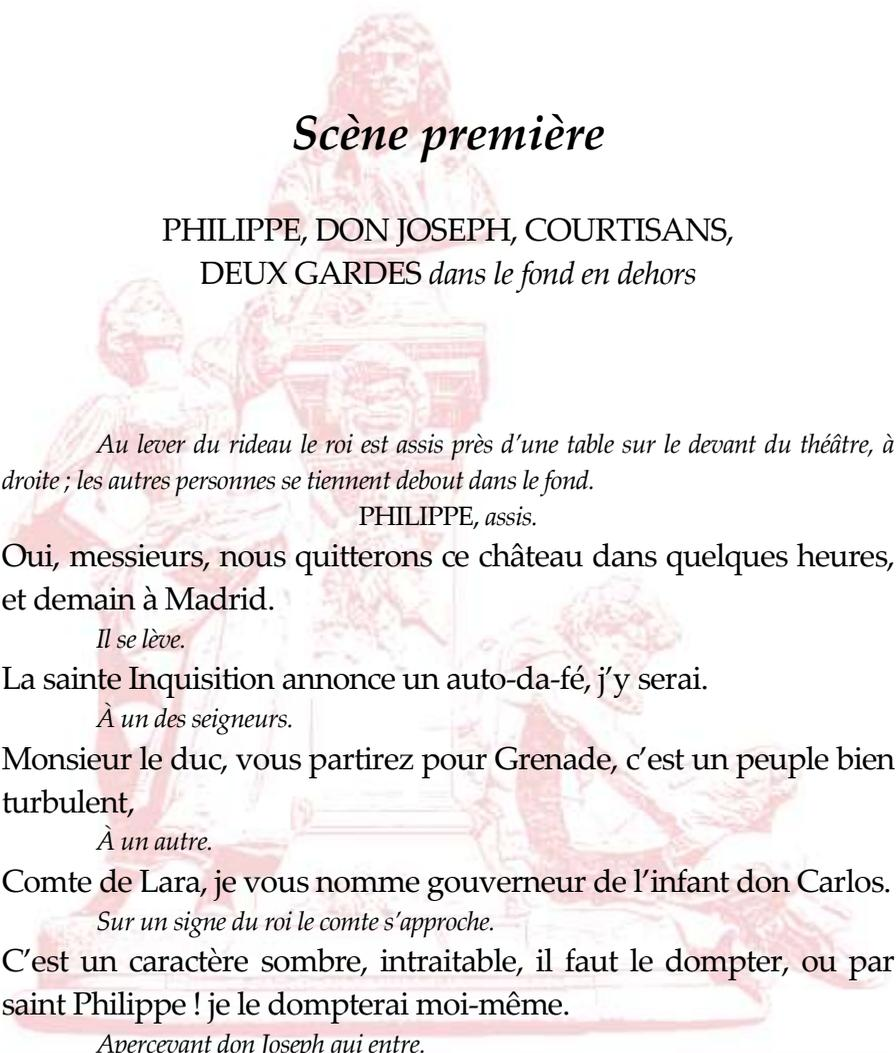 Scène première
PHILIPPE, DON JOSEPH, COURTISANS,
DEUX GARDES dans le fond en dehors
Au lever du rideau le roi est assis près d’une table sur le devant du théâtre, à
droite ; les autres personnes se tiennent debout dans le fond.
PHILIPPE, assis.
Oui, messieurs, nous quitterons ce château dans quelques heures,
et demain à Madrid.
Il se lève.
La sainte Inquisition annonce un auto-da-fé, j’y serai.
À un des seigneurs.
Monsieur le duc, vous partirez pour Grenade, c’est un peuple bien
turbulent,
À un autre.
Comte de Lara, je vous nomme gouverneur de l’infant don Carlos.
Sur un signe du roi le comte s’approche.
C’est un caractère sombre, intraitable, il faut le dompter, ou par
saint Philippe ! je le dompterai moi-même.
Apercevant don Joseph qui entre.